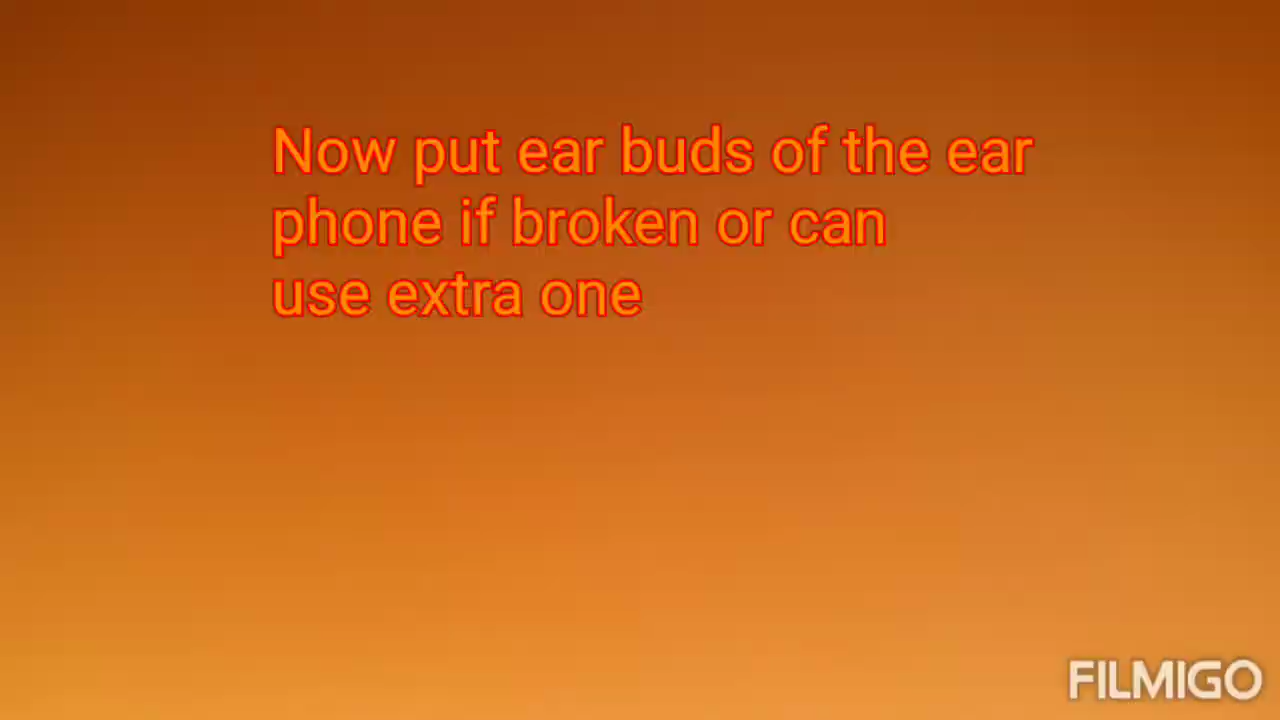 Now put ear buds of the ear
phone if broken or can
use extra one
FILMIGO